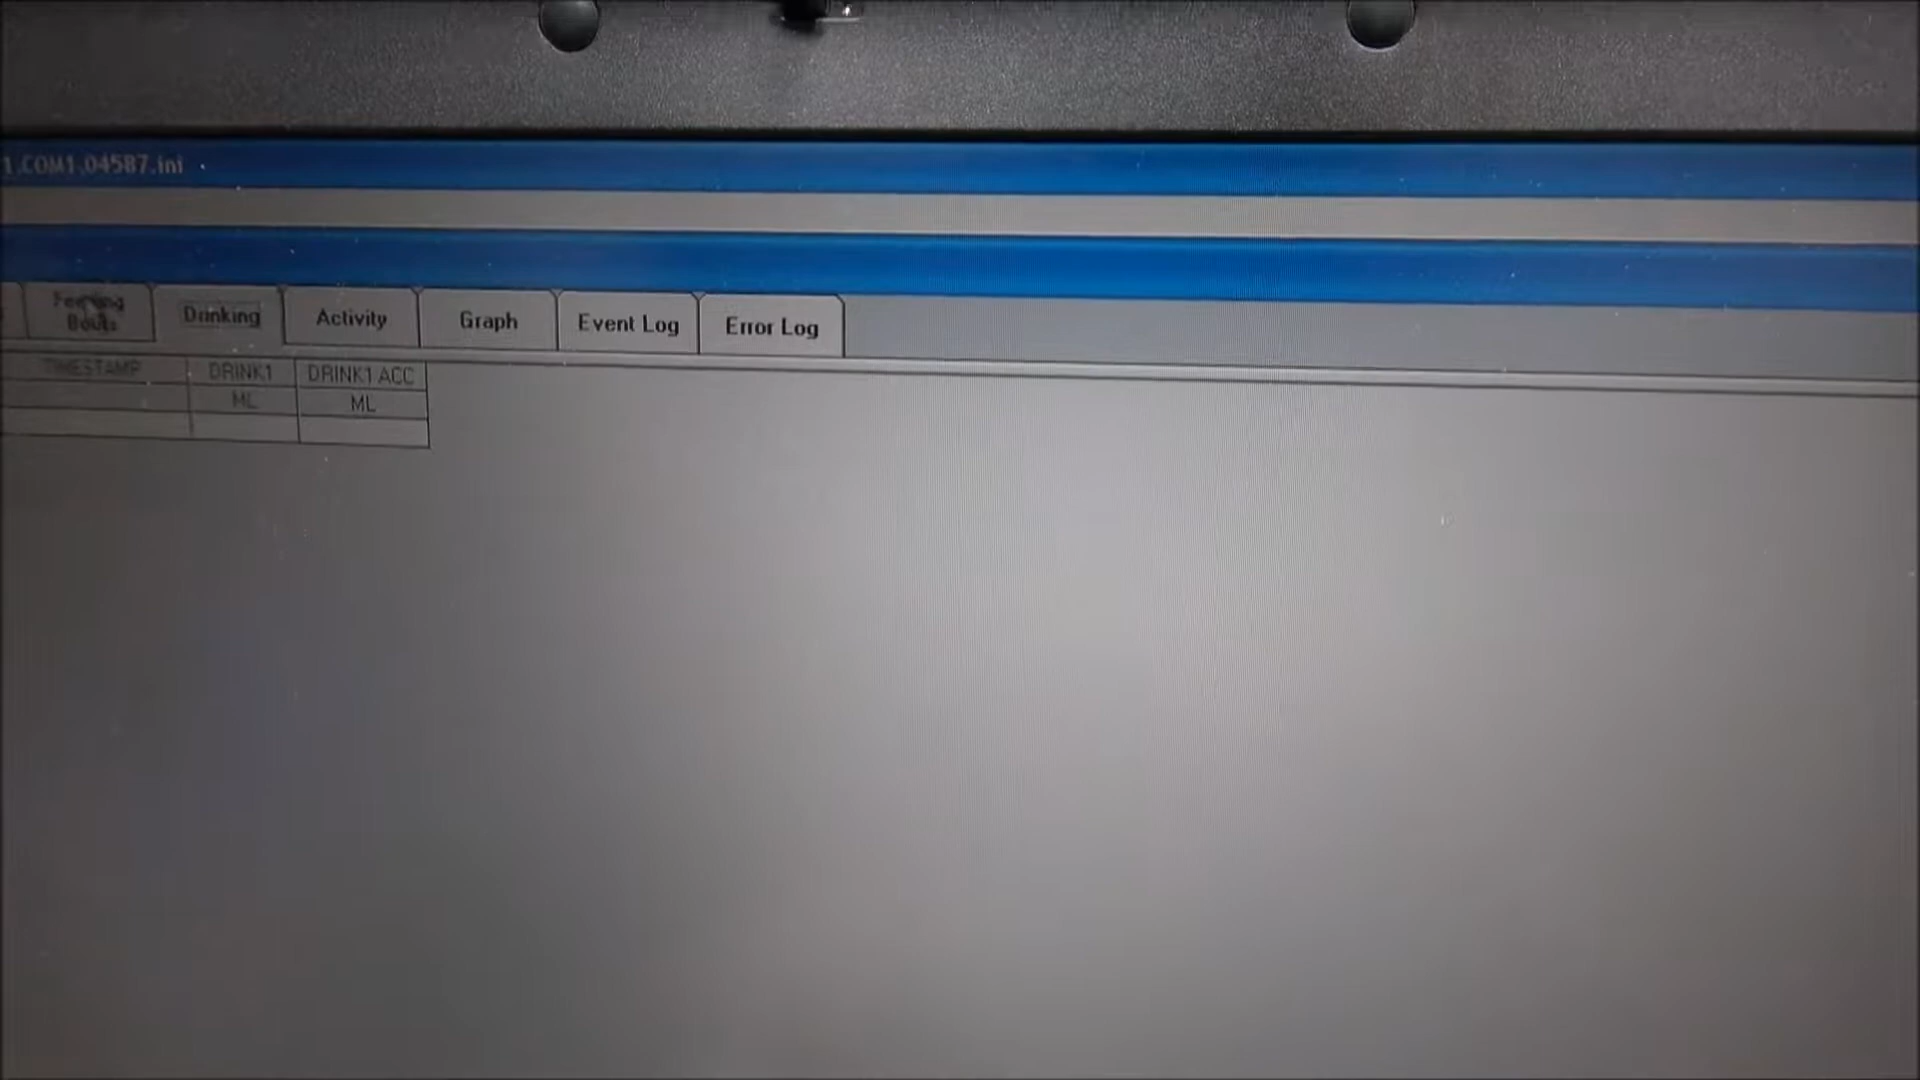 1.COM1.04587.ini
Feeding
Bouts
Drinking
Activity
Graph
Event Log
Error Log
TIMESTAMP
DRINK1
DRINK1 ACC
ML
ML